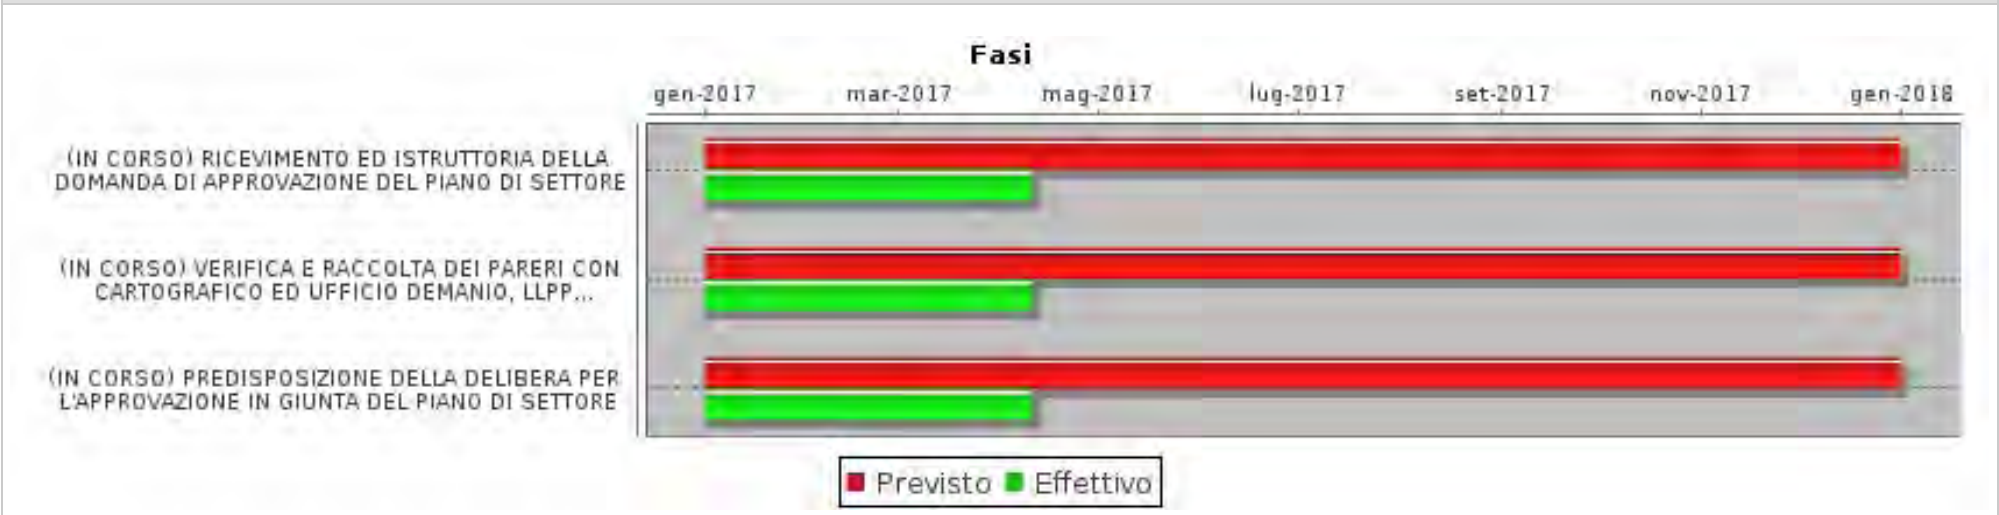 Fasi
gen-2017 mar-2017 mag-2017 lug-2017 set-2017 nov-2017 gen-2018
(IN CORSO) RICEVIMENTO ED ISTRUTTORIA DELLA
DOMANDA DI APPROVAZIONE DEL PIANO DI SETTORE
(IN CORSO) VERIFICA E RACCOLTA DEI PARERI CON
CARTOGRAFICO ED UFFICIO DEMANIO, LLPP...
(IN CORSO) PREDISPOSIZIONE DELLA DELIBERA PER
L'APPROVAZIONE IN GIUNTA DEL PIANO DI SETTORE
Previsto Effettivo